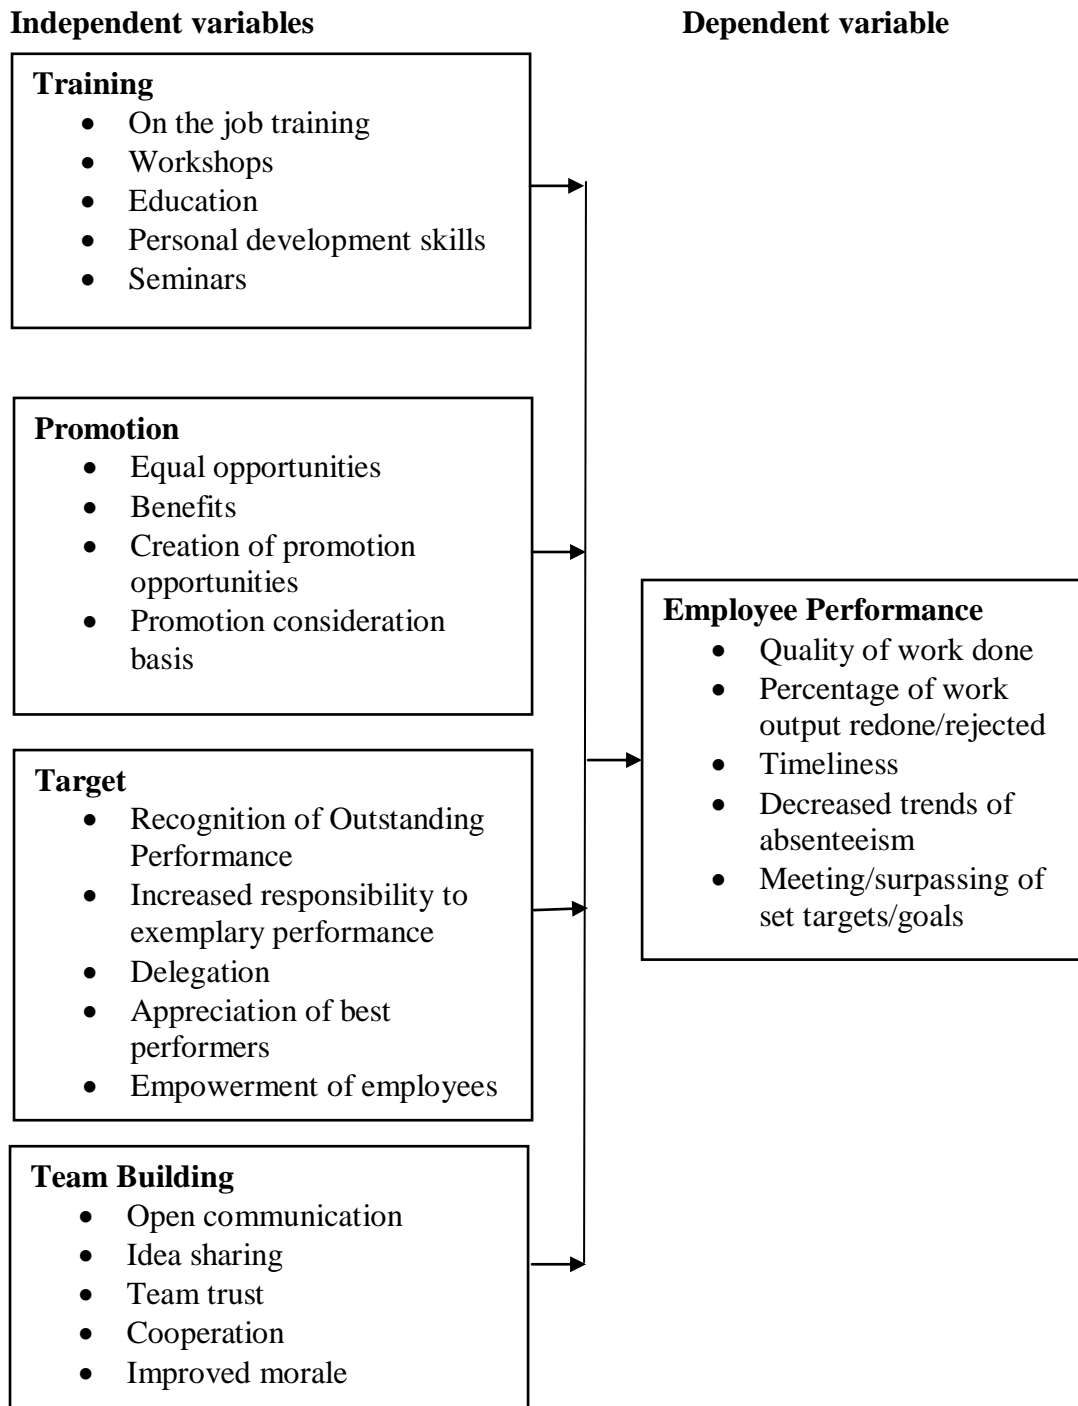 Independent variables
Dependent variable
Training
• On the job training
• Workshops
• Education
• Personal development skills
• Seminars
Promotion
• Equal opportunities
• Benefits
• Creation of promotion
opportunities
• Promotion consideration
basis
Target
• Recognition of Outstanding
Performance
• Increased responsibility to
exemplary performance
• Delegation
• Appreciation of best
performers
• Empowerment of employees
Team Building
• Open communication
• Idea sharing
• Team trust
• Cooperation
• Improved morale
Employee Performance
• Quality of work done
• Percentage of work
output redone/rejected
• Timeliness
• Decreased trends of
absenteeism
• Meeting/surpassing of
set targets/goals